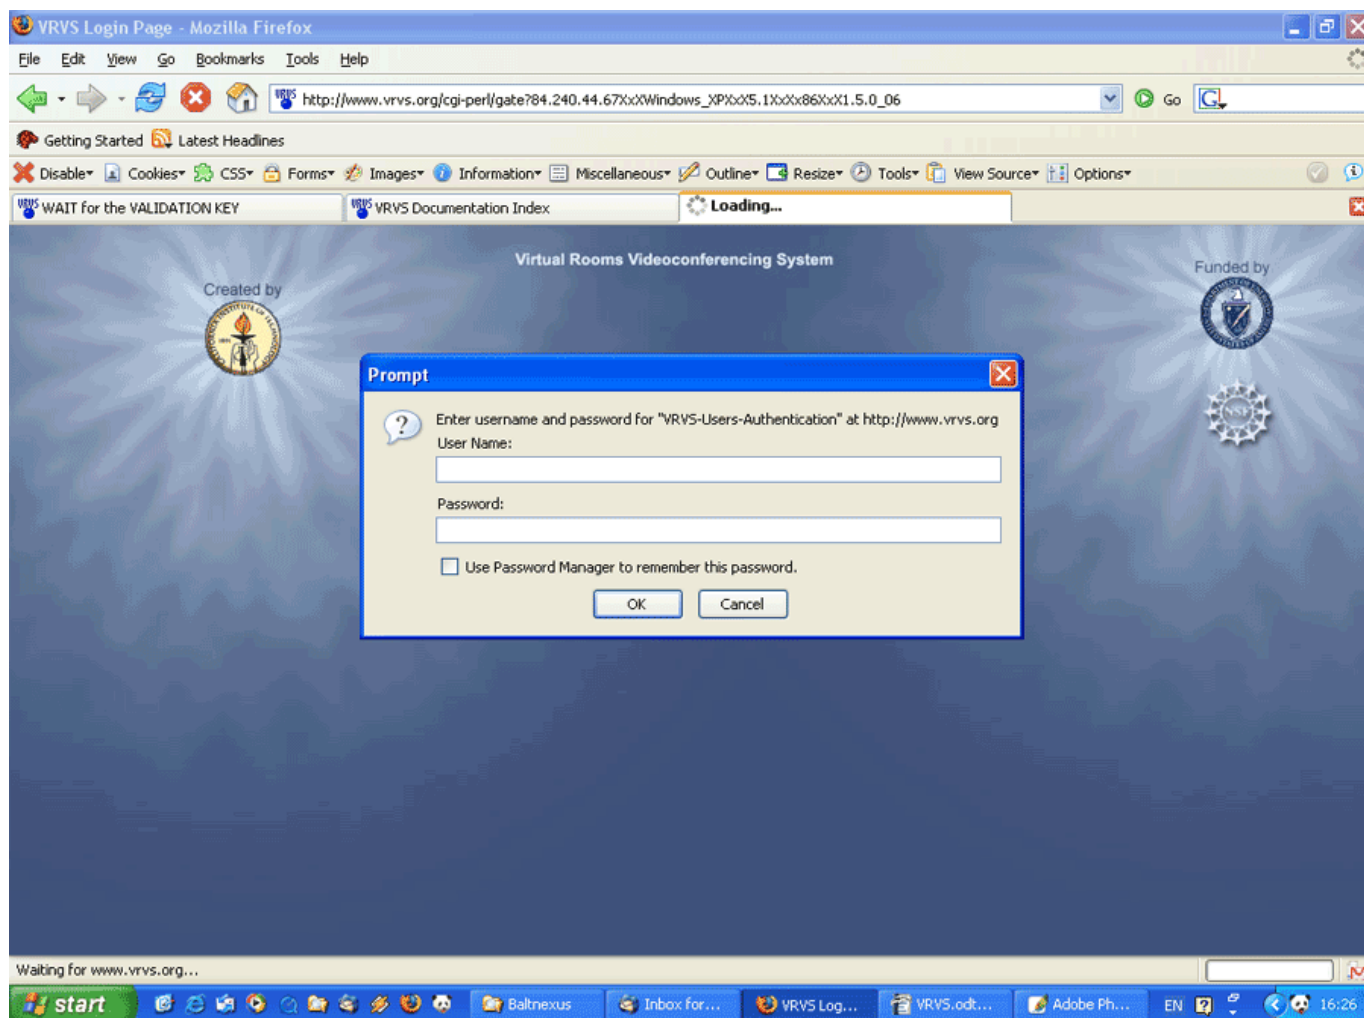 VRVS Login Page - Mozilla Firefox
File Edit View Go Bookmarks Tools Help
http://www.vrvs.org/cgi-perl/gate?84.240.44.67XxXWindows_XPXxX5.1XxXx86XxX1.5.0_06 Go G
Getting Started Latest Headlines
Disable Cookies CSS Forms Images Information Miscellaneous Outline Resize Tools View Source Options
WAIT for the VALIDATION KEY VRVS Documentation Index Loading...
Virtual Rooms Videoconferencing System
Created by
Funded by
NSF
Prompt
Enter username and password for "VRVS-Users-Authentication" at http://www.vrvs.org
User Name:
Password:
Use Password Manager to remember this password.
OK Cancel
Waiting for www.vrvs.org...
start Baltnexus Inbox for... VRVS Log... VRVS.odt... Adobe Ph... EN 16:26